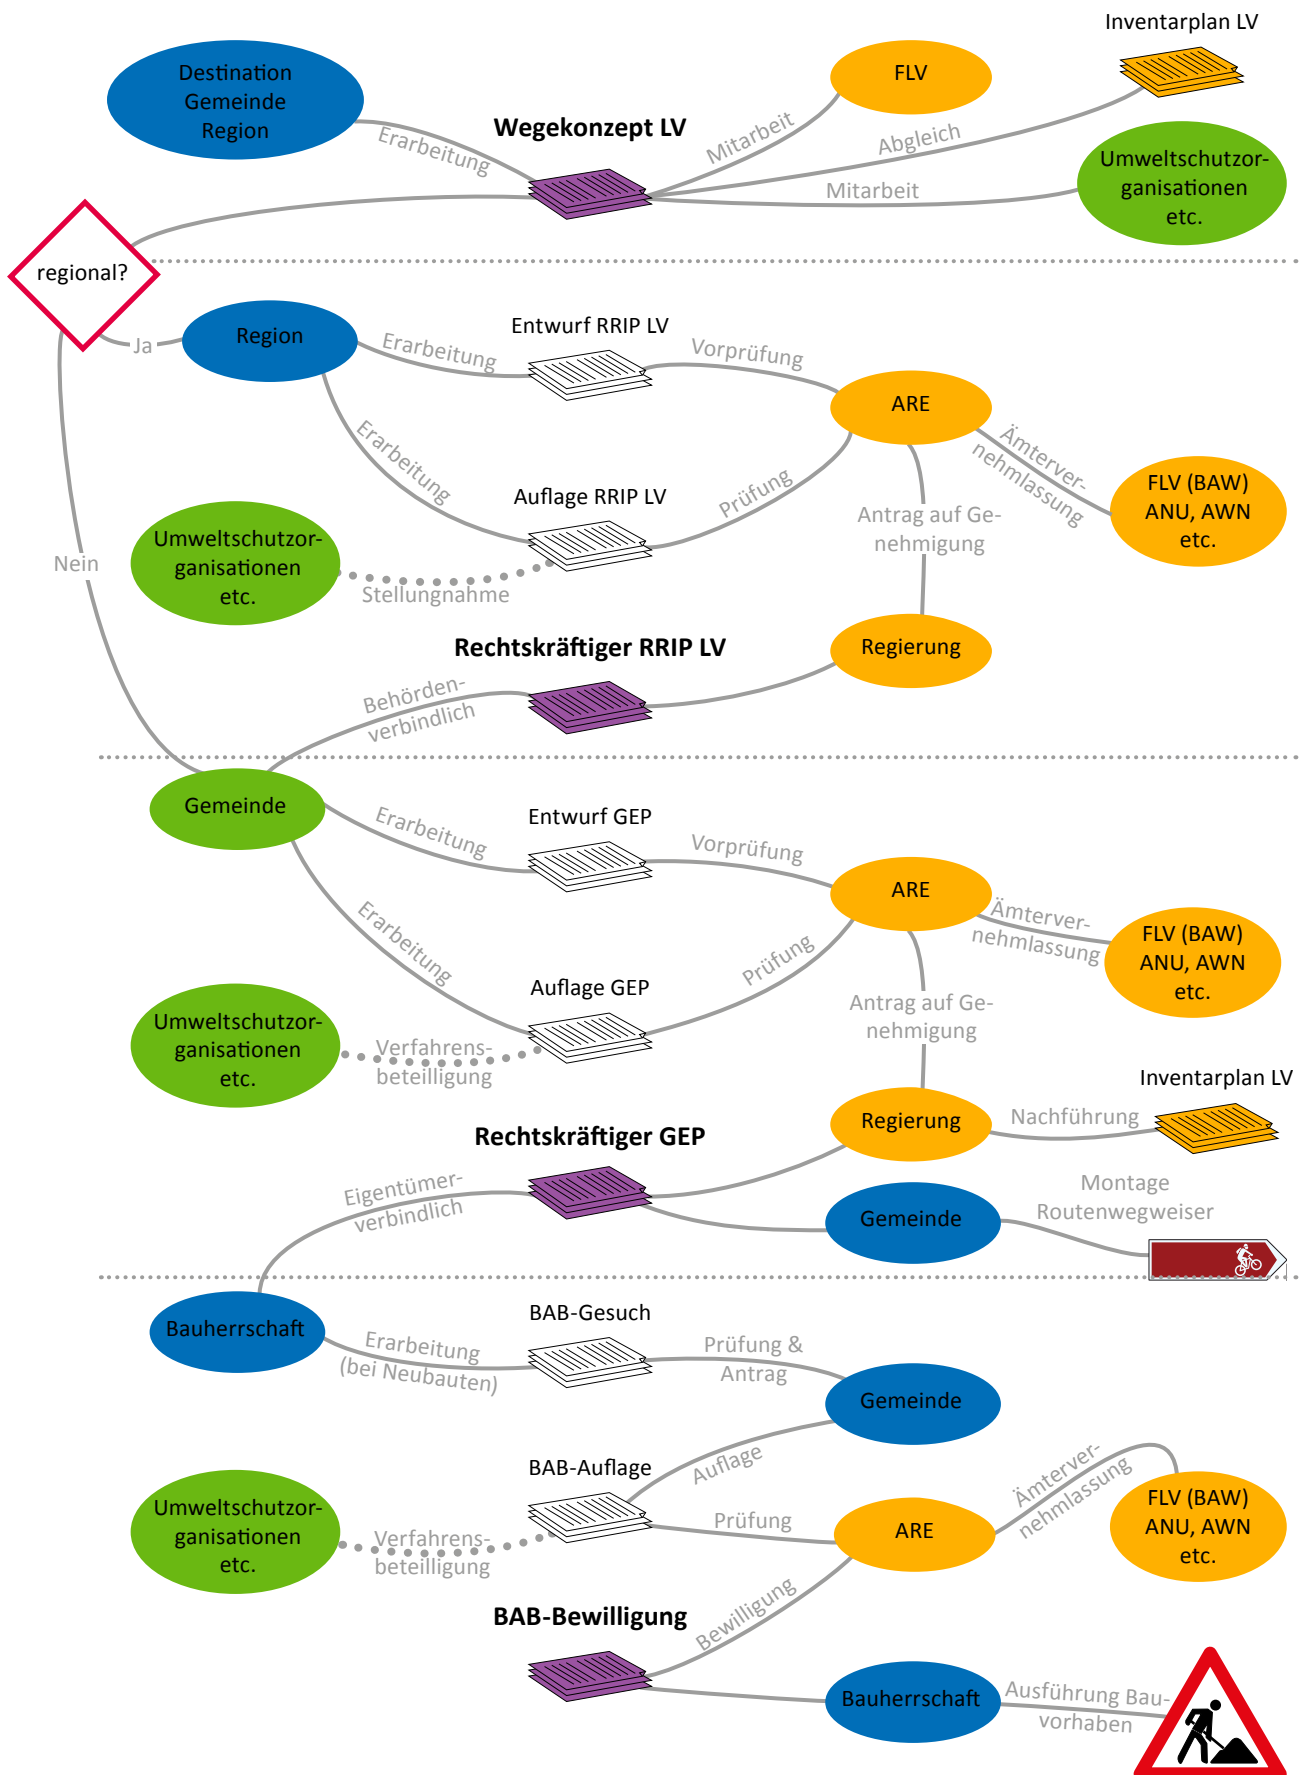 Inventarplan LV
FLV
Destination
Gemeinde
Region
Wegekonzept LV
Erarbeitung
Mitarbeit
Abgleich
Mitarbeit
Umweltschutzor-
ganisationen
etc.
regional?
Ja
Nein
Region
Erarbeitung
Entwurf RRIP LV
Vorprüfung
ARE
Ämterver-
nehmlassung
FLV (BAW)
ANU, AWN
etc.
Erarbeitung
Auflage RRIP LV
Prüfung
Antrag auf Ge-
nehmigung
Umweltschutzor-
ganisationen
etc.
Stellungnahme
Rechtskräftiger RRIP LV
Regierung
Behörden-
verbindlich
Gemeinde
Erarbeitung
Entwurf GEP
Vorprüfung
ARE
Ämterver-
nehmlassung
FLV (BAW)
ANU, AWN
etc.
Erarbeitung
Auflage GEP
Prüfung
Antrag auf Ge-
nehmigung
Umweltschutzor-
ganisationen
etc.
Verfahrens-
beteilligung
Inventarplan LV
Rechtskräftiger GEP
Regierung
Nachführung
Eigentümer-
verbindlich
Gemeinde
Montage
Routenwegweiser
Bauherrschaft
Erarbeitung
(bei Neubauten)
BAB-Gesuch
Prüfung &
Antrag
Gemeinde
BAB-Auflage
Auflage
Umweltschutzor-
ganisationen
etc.
Verfahrens-
beteilligung
Prüfung
ARE
Ämterver-
nehmlassung
FLV (BAW)
ANU, AWN
etc.
BAB-Bewilligung
Bewilligung
Bauherrschaft
Ausführung Bau-
vorhaben